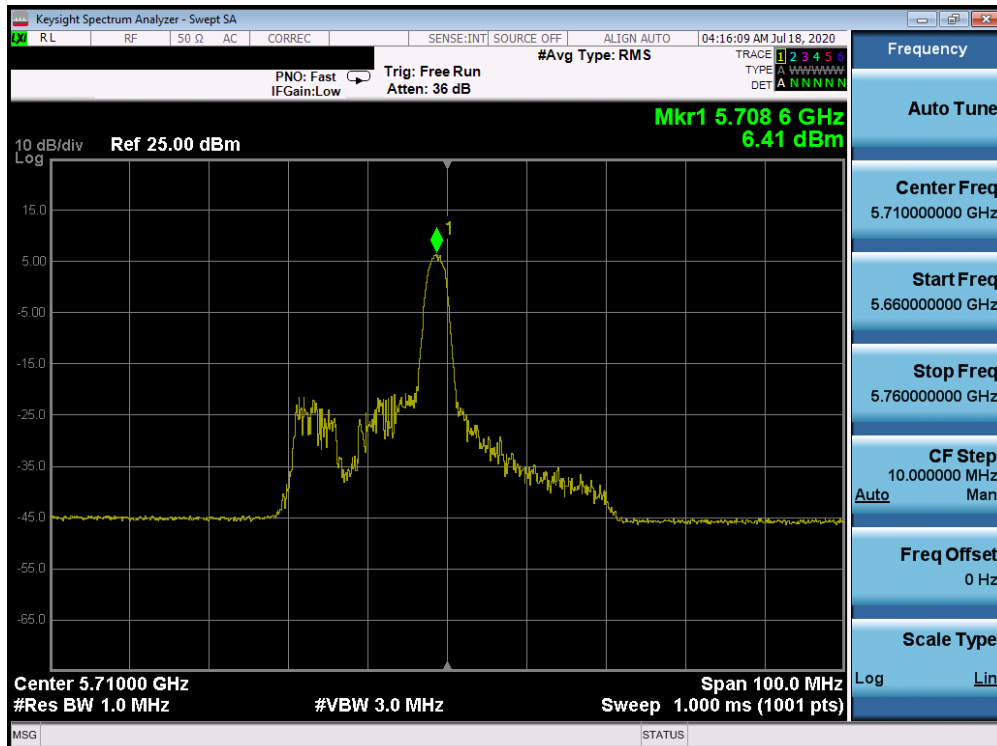 Keysight Spectrum Analyzer - Swept SA
LXI RL RF 50 Ω AC CORREC SENSE:INT SOURCE OFF ALIGN AUTO 04:16:09 AM Jul 18, 2020
#Avg Type: RMS
TRACE 1 2 3 4 5 6
PNO: Fast Trig: Free Run
TYPE A WWWWW
IFGain:Low Atten: 36 dB
DET A N N N N N
Mkr1 5.708 6 GHz
6.41 dBm
10 dB/div Ref 25.00 dBm
Log
15.0
1
5.00
-5.00
-15.0
-25.0
-35.0
-45.0
-55.0
-65.0
Center 5.71000 GHz Span 100.0 MHz
#Res BW 1.0 MHz #VBW 3.0 MHz Sweep 1.000 ms (1001 pts)
MSG STATUS
Frequency
Auto Tune
Center Freq
5.710000000 GHz
Start Freq
5.660000000 GHz
Stop Freq
5.760000000 GHz
CF Step
10.000000 MHz
Auto Man
Freq Offset
0 Hz
Scale Type
Log Lin